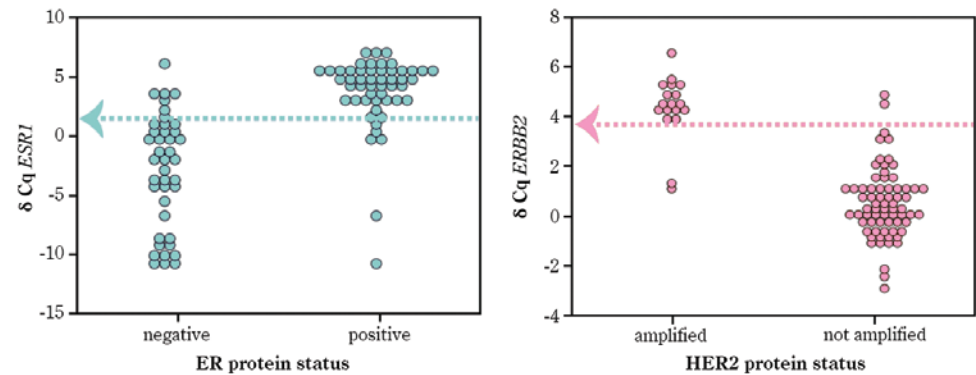 10
5
0
-5
-10
-15
δ Cq ESR1
negative
positive
ER protein status
8
6
4
2
0
-2
-4
δ Cq ERBB2
amplified
not amplified
HER2 protein status